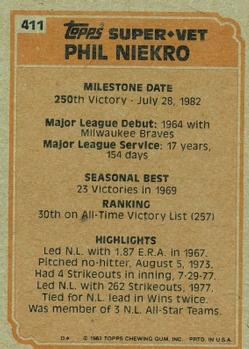 411
Topps SUPER♦VET
PHIL NIEKRO
MILESTONE DATE
250th Victory - July 28, 1982
Major League Debut: 1964 with
Milwaukee Braves
Major League Service: 17 years,
154 days
SEASONAL BEST
23 Victories in 1969
RANKING
30th on All-Time Victory List (257)
HIGHLIGHTS
Led N.L. with 1.87 E.R.A. in 1967.
Pitched no-hitter, August 5, 1973.
Had 4 Strikeouts in inning, 7-29-77.
Led N.L. with 262 Strikeouts, 1977.
Tied for N.L. lead in Wins twice.
Was member of 3 N.L. All-Star Teams.
D* © 1983 TOPPS CHEWING GUM, INC. PRTD. IN U.S.A.